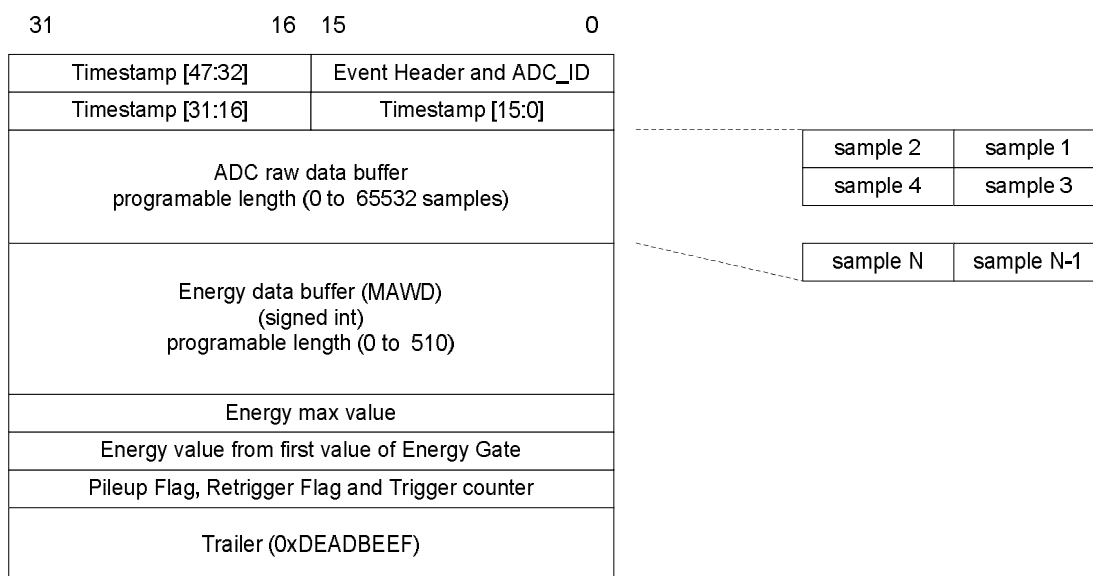 31 16 15 0
Timestamp [47:32] Event Header and ADC_ID
Timestamp [31:16] Timestamp [15:0]
ADC raw data buffer
programable length (0 to 65532 samples)
sample 2 sample 1
sample 4 sample 3
sample N sample N-1
Energy data buffer (MAWD)
(signed int)
programable length (0 to 510)
Energy max value
Energy value from first value of Energy Gate
Pileup Flag, Retrigger Flag and Trigger counter
Trailer (0xDEADBEEF)